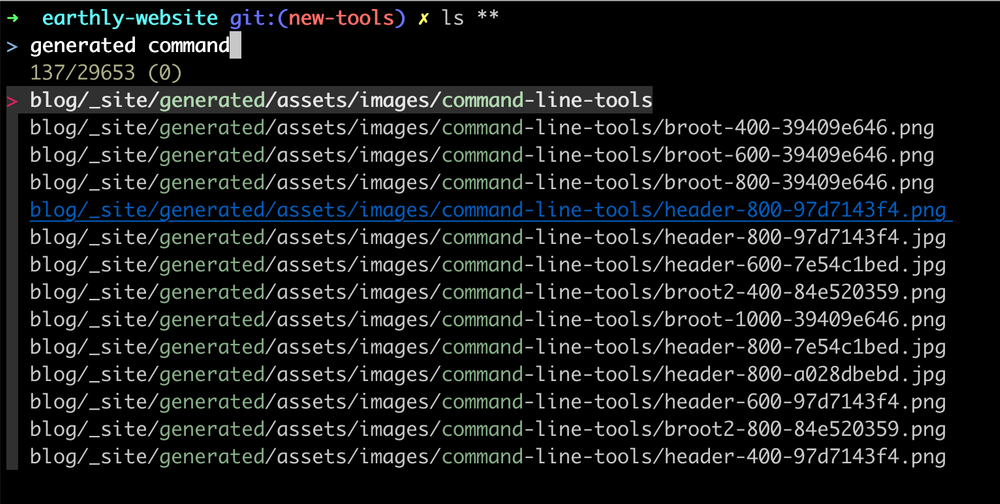 ➜ earthly-website git:(new-tools) ✗ ls **
> generated command
137/29653 (0)
> blog/_site/generated/assets/images/command-line-tools
blog/_site/generated/assets/images/command-line-tools/broot-400-39409e646.png
blog/_site/generated/assets/images/command-line-tools/broot-600-39409e646.png
blog/_site/generated/assets/images/command-line-tools/broot-800-39409e646.png
blog/_site/generated/assets/images/command-line-tools/header-800-97d7143f4.png
blog/_site/generated/assets/images/command-line-tools/header-800-97d7143f4.jpg
blog/_site/generated/assets/images/command-line-tools/header-600-7e54c1bed.jpg
blog/_site/generated/assets/images/command-line-tools/broot2-400-84e520359.png
blog/_site/generated/assets/images/command-line-tools/broot-1000-39409e646.png
blog/_site/generated/assets/images/command-line-tools/header-800-7e54c1bed.jpg
blog/_site/generated/assets/images/command-line-tools/header-800-a028dbebd.jpg
blog/_site/generated/assets/images/command-line-tools/header-600-97d7143f4.png
blog/_site/generated/assets/images/command-line-tools/broot2-800-84e520359.png
blog/_site/generated/assets/images/command-line-tools/header-400-97d7143f4.png